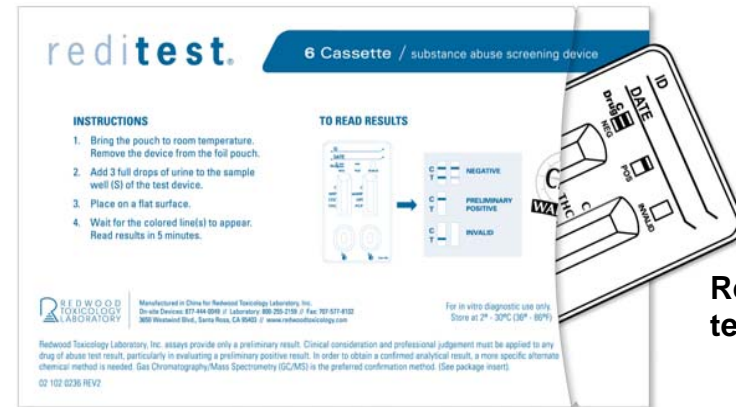 reditest®
6 Cassette / substance abuse screening device
INSTRUCTIONS
1. Bring the pouch to room temperature.
Remove the device from the foil pouch.
2. Add 3 full drops of urine to the sample
well (S) of the test device.
3. Place on a flat surface.
4. Wait for the colored line(s) to appear.
Read results in 5 minutes.
TO READ RESULTS
C
T
NEGATIVE
C
T
PRELIMINARY
POSITIVE
C
T
INVALID
ID
DATE
Drug C
NEG
POS
INVALID
C
THC
C
WA
Re
te
REDWOOD
TOXICOLOGY
LABORATORY
Manufactured in China for Redwood Toxicology Laboratory, Inc.
On-site Devices: 877-444-0049 // Laboratory: 800-255-2159 // Fax: 707-577-8102
3650 Westwind Blvd., Santa Rosa, CA 95403 // www.redwoodtoxicology.com
For in vitro diagnostic use only.
Store at 2º - 30ºC (36º - 86ºF)
Redwood Toxicology Laboratory, Inc. assays provide only a preliminary result. Clinical consideration and professional judgement must be applied to any
drug of abuse test result, particularly in evaluating a preliminary positive result. In order to obtain a confirmed analytical result, a more specific alternate
chemical method is needed. Gas Chromatography/Mass Spectrometry (GC/MS) is the preferred confirmation method. (See package insert).
02 102 0236 REV2